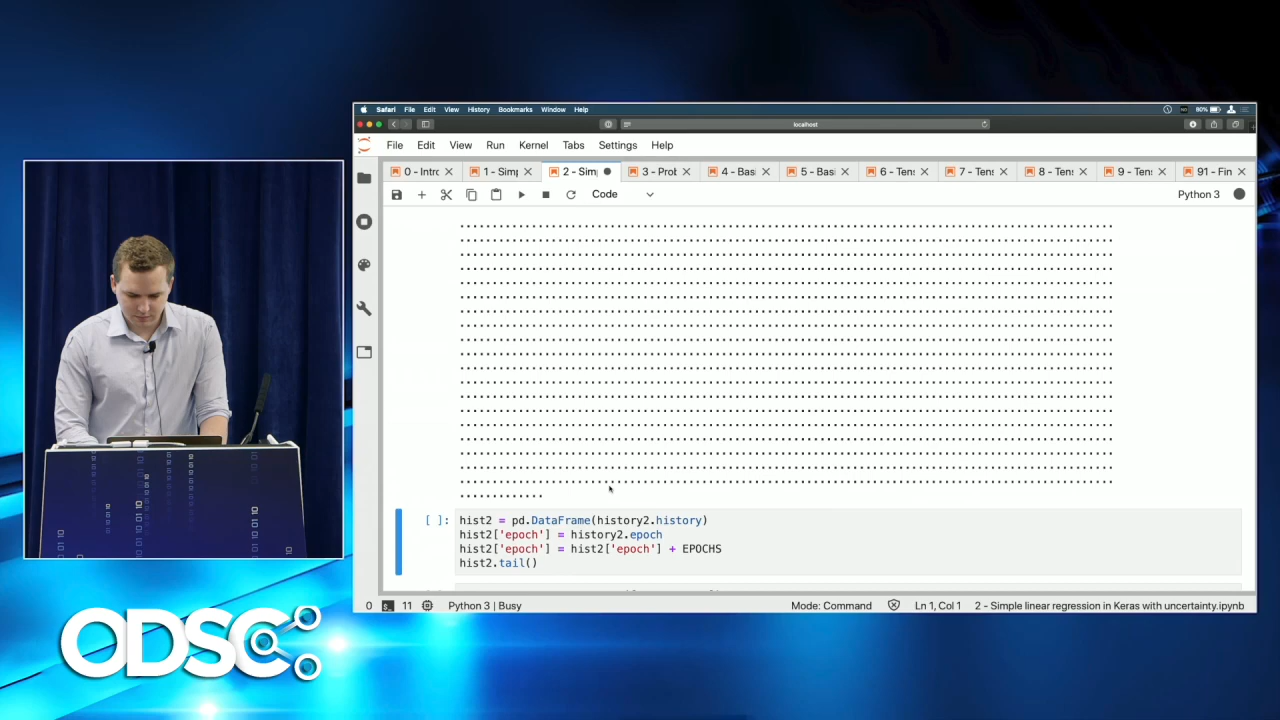 Safari File Edit View History Bookmarks Window Help
80%
localhost
File Edit View Run Kernel Tabs Settings Help
0 - Intro 1 - Simp 2 - Sim 3 - Prob 4 - Basi 5 - Basi 6 - Tens 7 - Tens 8 - Tens 9 - Tens 91 - Fin
Code Python 3
[ ]: hist2 = pd.DataFrame(history2.history)
hist2['epoch'] = history2.epoch
hist2['epoch'] = hist2['epoch'] + EPOCHS
hist2.tail()
0 11 Python 3 | Busy Mode: Command Ln 1, Col 1 2 - Simple linear regression in Keras with uncertainty.ipynb
ODSC